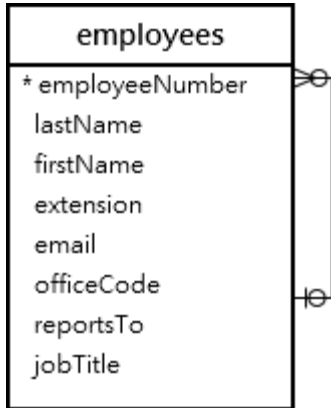 employees
* employeeNumber
lastName
firstName
extension
email
officeCode
reportsTo
jobTitle